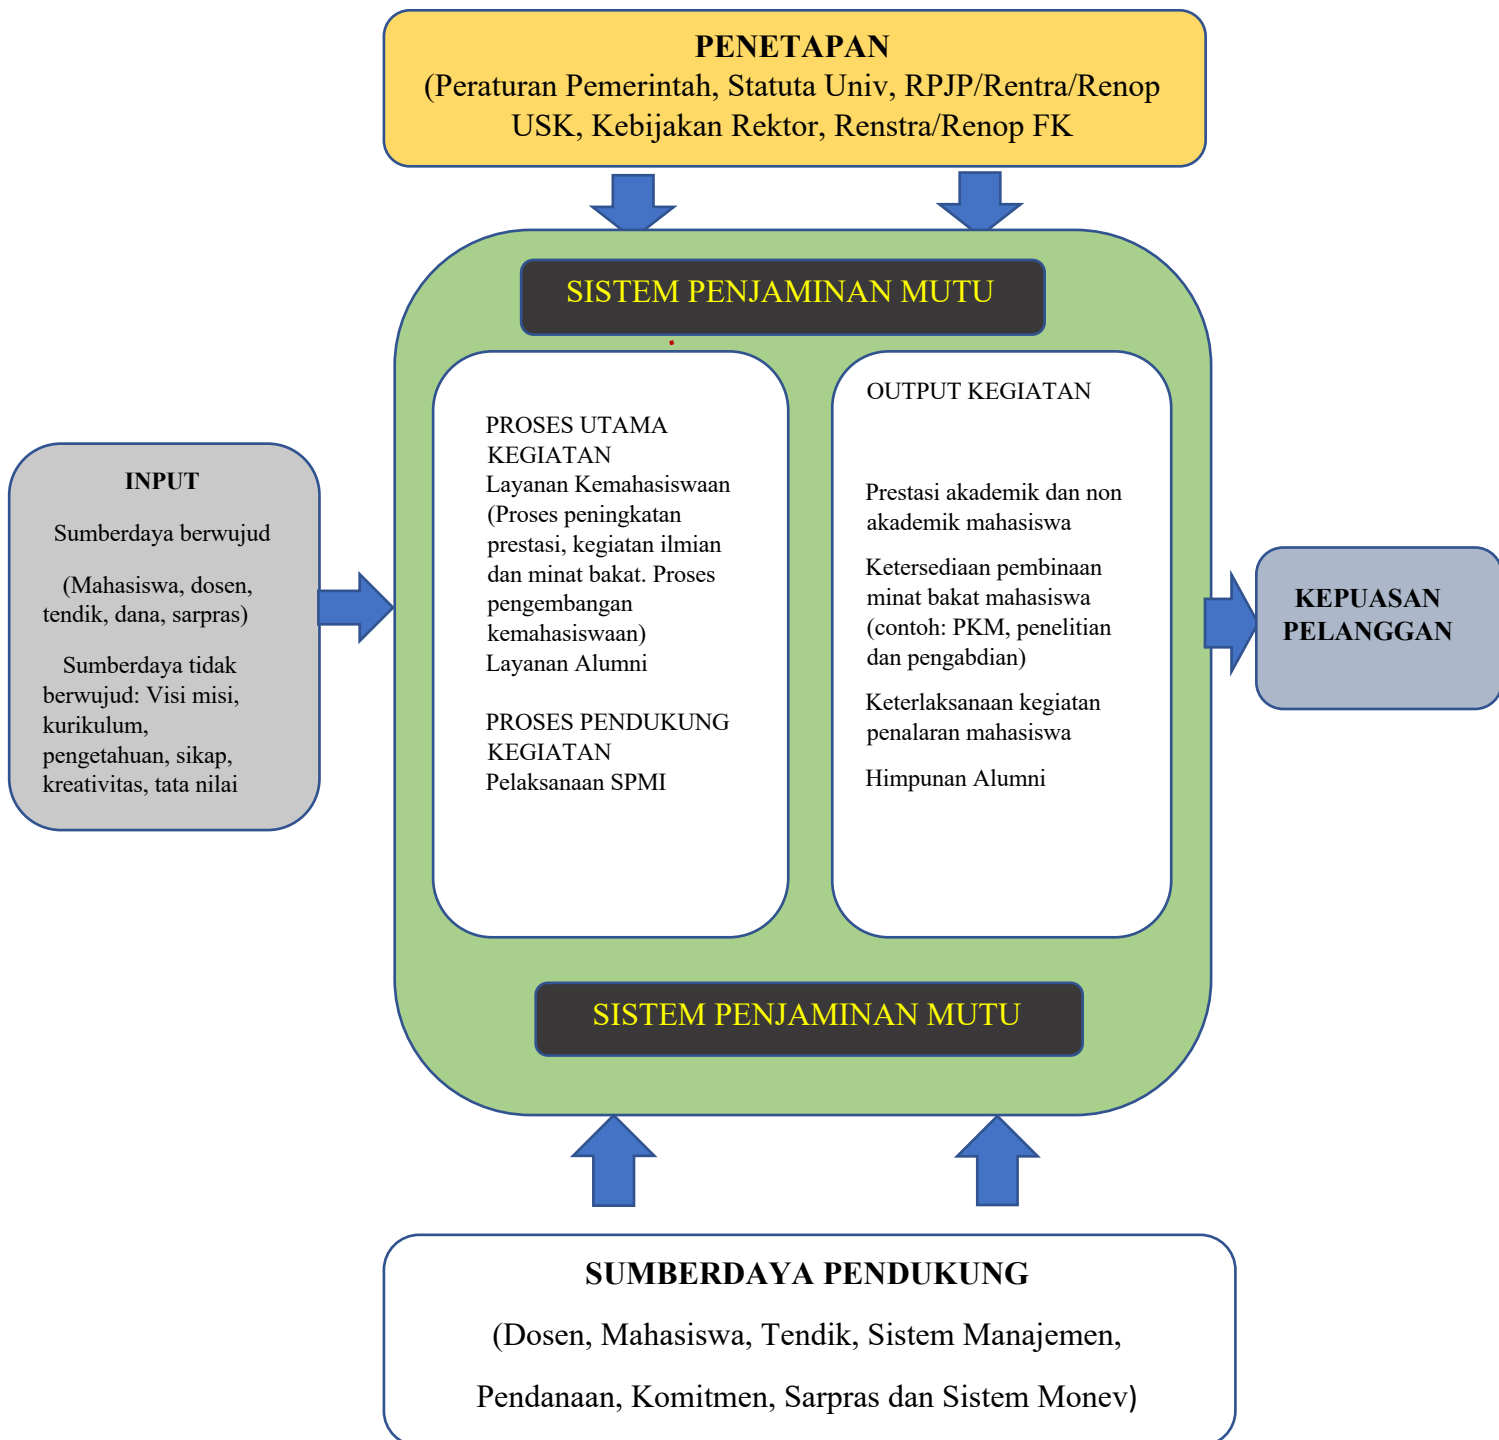 PENETAPAN
(Peraturan Pemerintah, Statuta Univ, RPJP/Rentra/Renop
USK, Kebijakan Rektor, Renstra/Renop FK
SISTEM PENJAMINAN MUTU
INPUT
Sumberdaya berwujud
(Mahasiswa, dosen,
tendik, dana, sarpras)
Sumberdaya tidak
berwujud: Visi misi,
kurikulum,
pengetahuan, sikap,
kreativitas, tata nilai
PROSES UTAMA
KEGIATAN
Layanan Kemahasiswaan
(Proses peningkatan
prestasi, kegiatan ilmian
dan minat bakat. Proses
pengembangan
kemahasiswaan)
Layanan Alumni
PROSES PENDUKUNG
KEGIATAN
Pelaksanaan SPMI
OUTPUT KEGIATAN
Prestasi akademik dan non
akademik mahasiswa
Ketersediaan pembinaan
minat bakat mahasiswa
(contoh: PKM, penelitian
dan pengabdian)
Keterlaksanaan kegiatan
penalaran mahasiswa
Himpunan Alumni
KEPUASAN
PELANGGAN
SISTEM PENJAMINAN MUTU
SUMBERDAYA PENDUKUNG
(Dosen, Mahasiswa, Tendik, Sistem Manajemen,
Pendanaan, Komitmen, Sarpras dan Sistem Monev)